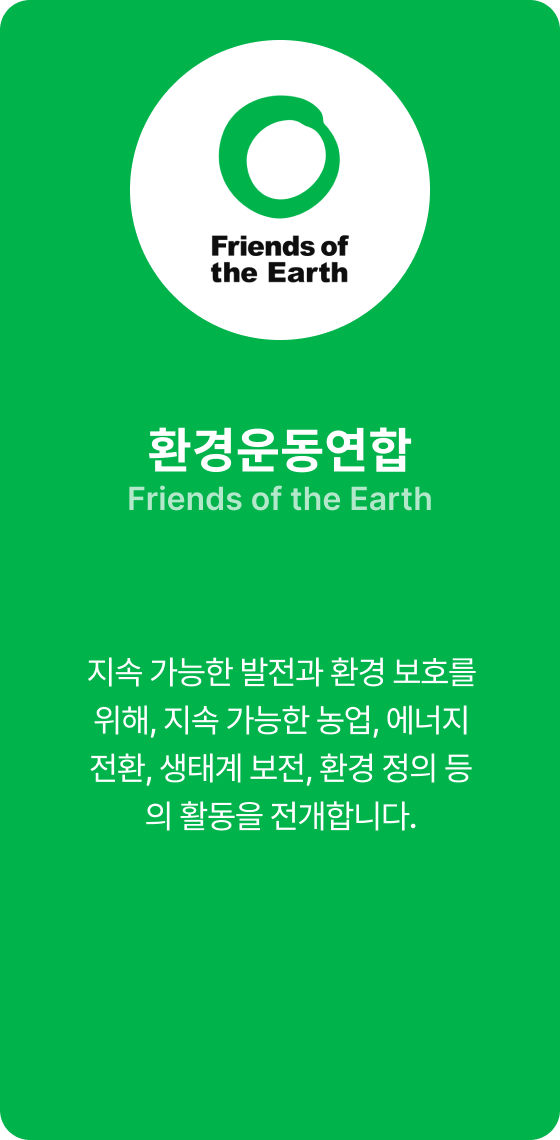 Friends of
the Earth
환경운동연합
Friends of the Earth
지속 가능한 발전과 환경 보호를
위해, 지속 가능한 농업, 에너지
전환, 생태계 보전, 환경 정의 등
의 활동을 전개합니다.